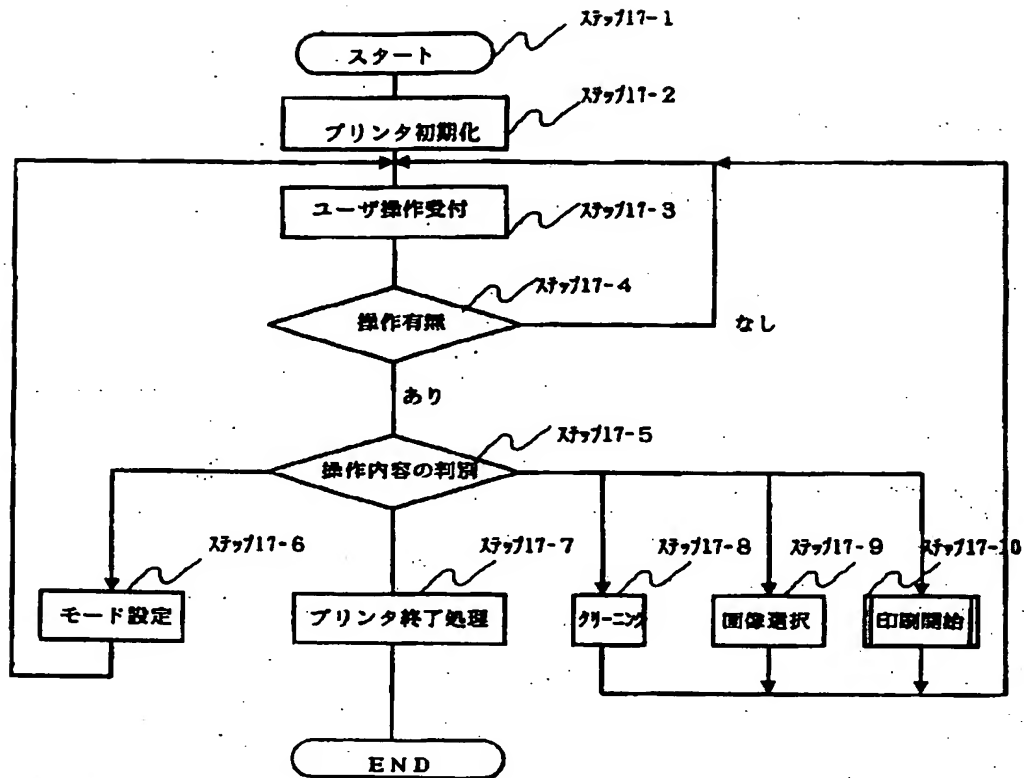 ステップ17-1
スタート
ステップ17-2
プリンタ初期化
ユーザ操作受付
ステップ17-3
ステップ17-4
操作有無
なし
あり
ステップ17-5
操作内容の判別
ステップ17-6
ステップ17-7
ステップ17-8
ステップ17-9
ステップ17-10
モード設定
プリンタ終了処理
クリーニング
画像選択
印刷開始
END